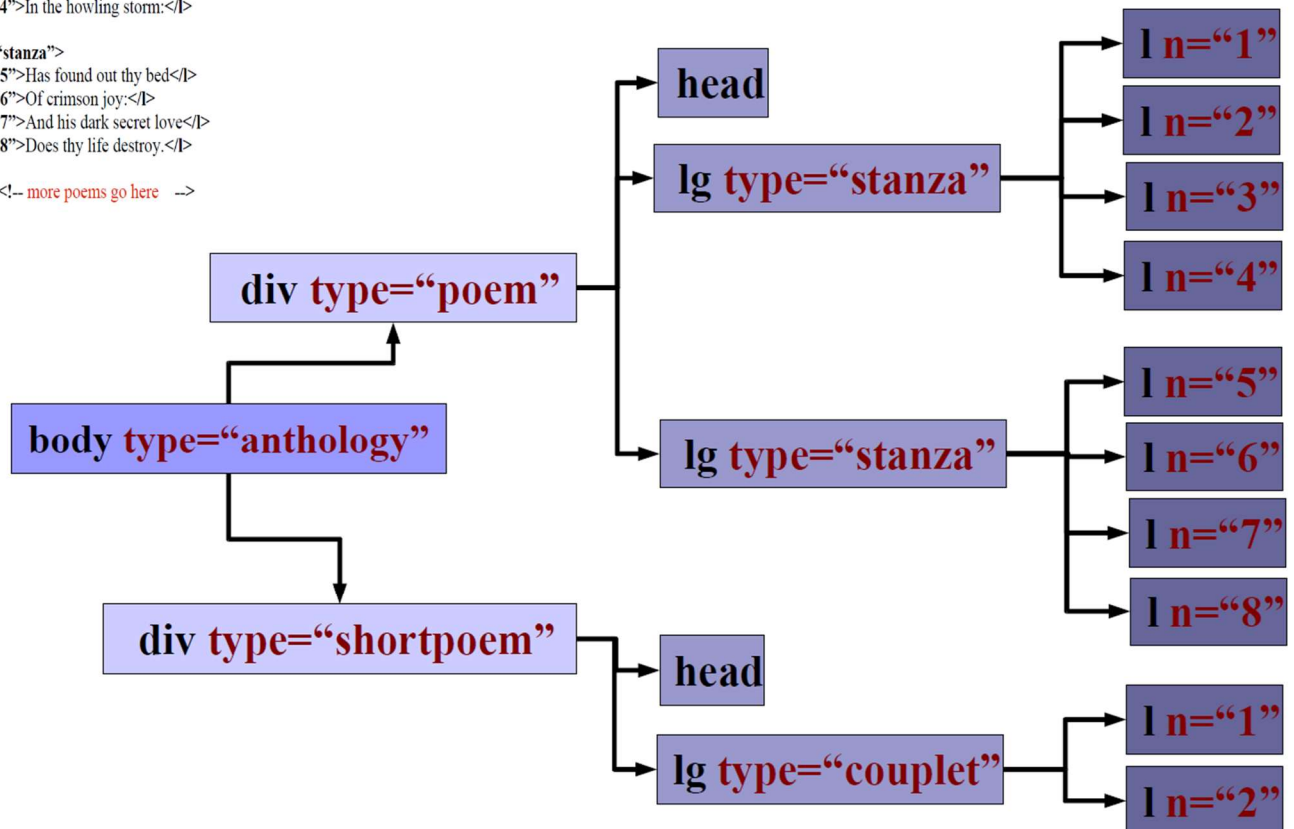 4”>In the howling storm:</l>
“stanza”>
5”>Has found out thy bed</l>
6”>Of crimson joy:</l>
7”>And his dark secret love</l>
8”>Does thy life destroy.</l>
<!-- more poems go here -->
head
lg type=“stanza”
l n=“1”
l n=“2”
l n=“3”
l n=“4”
div type=“poem”
body type=“anthology”
lg type=“stanza”
l n=“5”
l n=“6”
l n=“7”
l n=“8”
div type=“shortpoem”
head
lg type=“couplet”
l n=“1”
l n=“2”